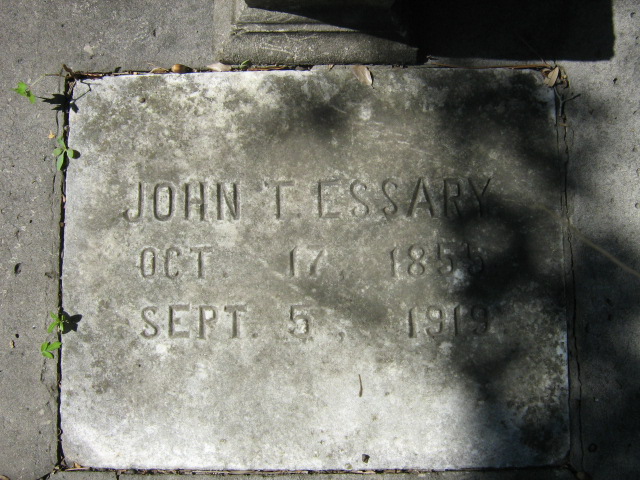 JOHN T. ESSARY
OCT. 17, 1855
SEPT. 5, 1919